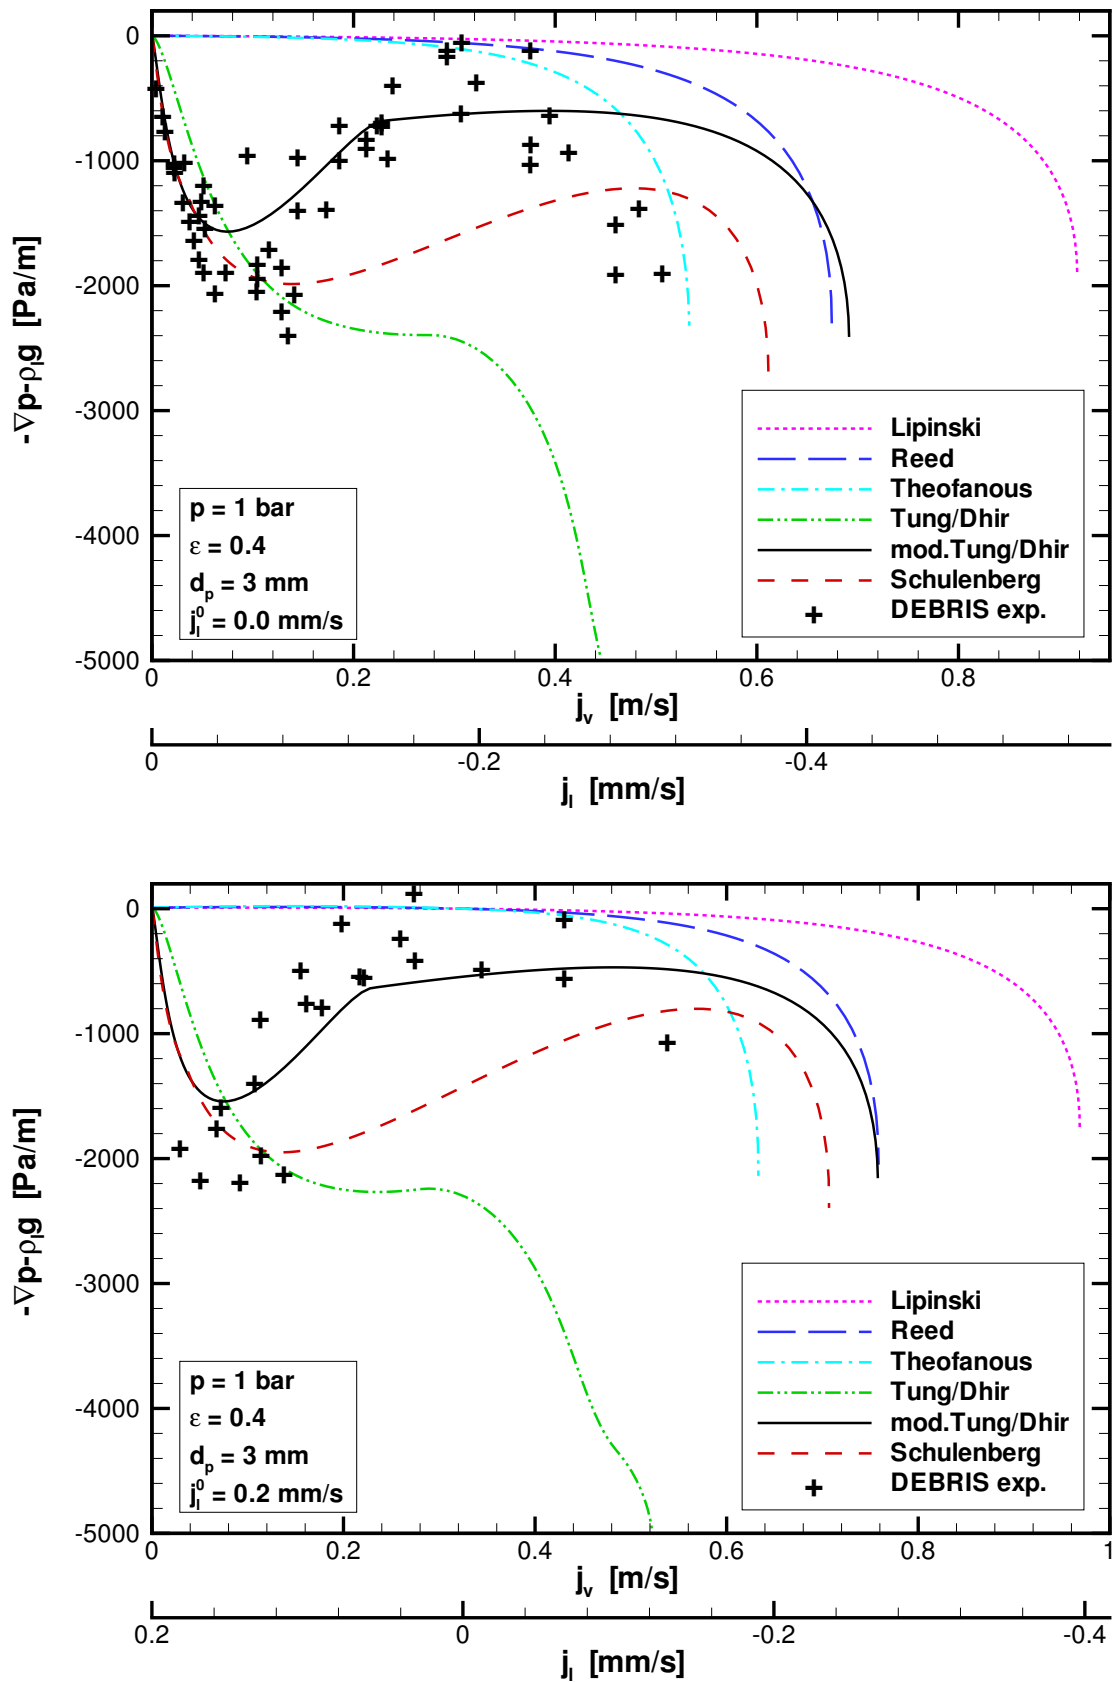 0
-1000
-2000
-3000
-4000
-5000
-∇p-ρlg [Pa/m]
Lipinski
Reed
Theofanous
Tung/Dhir
mod.Tung/Dhir
Schulenberg
DEBRIS exp.
p = 1 bar
ε = 0.4
dp = 3 mm
jl0 = 0.0 mm/s
0 0.2 0.4 0.6 0.8
jv [m/s]
0 -0.2 -0.4
jl [mm/s]
0
-1000
-2000
-3000
-4000
-5000
-∇p-ρlg [Pa/m]
Lipinski
Reed
Theofanous
Tung/Dhir
mod.Tung/Dhir
Schulenberg
DEBRIS exp.
p = 1 bar
ε = 0.4
dp = 3 mm
jl0 = 0.2 mm/s
0 0.2 0.4 0.6 0.8 1
jv [m/s]
0.2 0 -0.2 -0.4
jl [mm/s]